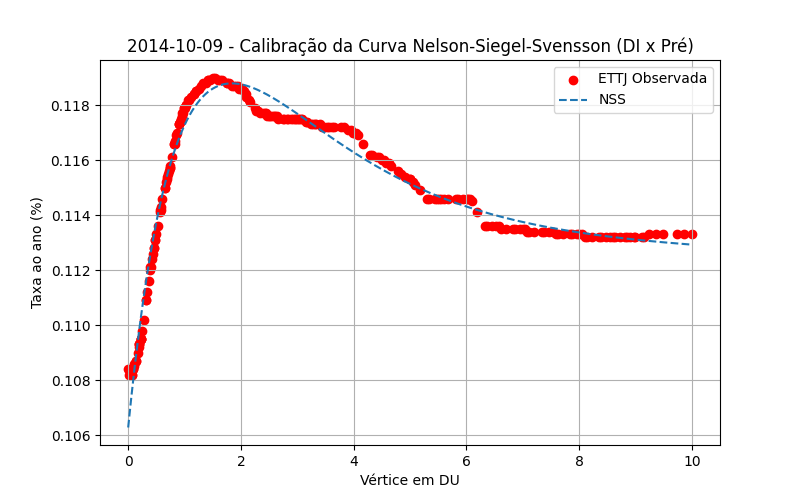 2014-10-09 - Calibração da Curva Nelson-Siegel-Svensson (DI x Pré)
ETTJ Observada
NSS
Taxa ao ano (%)
0.118
0.116
0.114
0.112
0.110
0.108
0.106
0
2
4
6
8
10
Vértice em DU